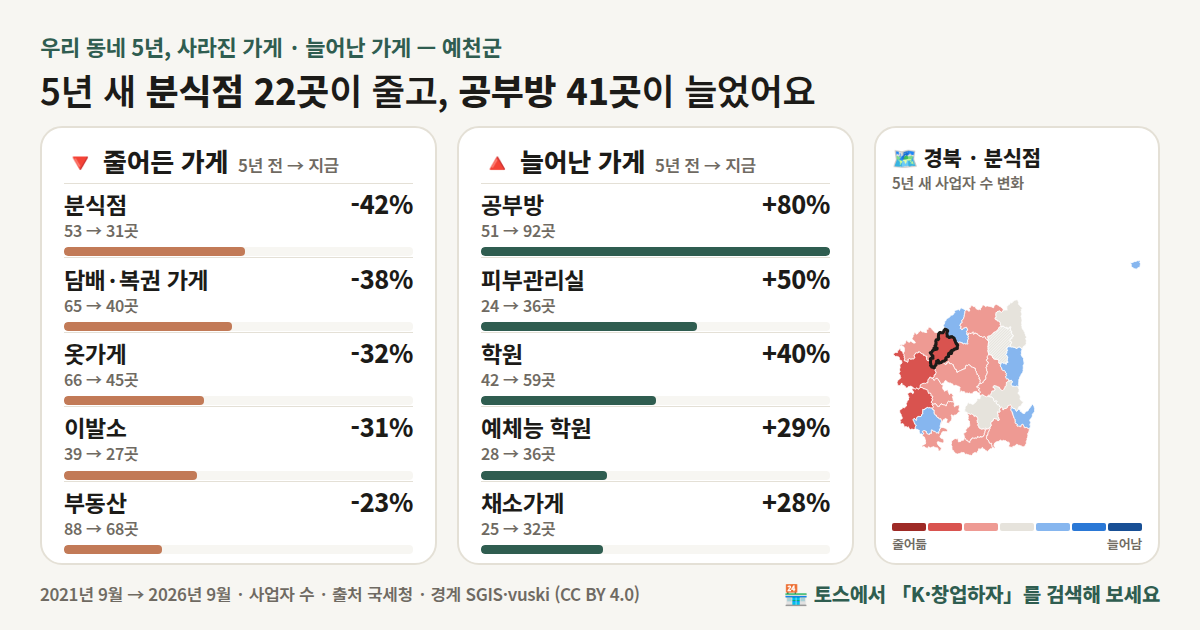 우리 동네 5년, 사라진 가게 · 늘어난 가게 — 예천군
5년 새 분식점 22곳이 줄고, 공부방 41곳이 늘었어요
줄어든 가게 5년 전 → 지금
분식점 -42%
53 → 31곳
담배·복권 가게 -38%
65 → 40곳
옷가게 -32%
66 → 45곳
이발소 -31%
39 → 27곳
부동산 -23%
88 → 68곳
늘어난 가게 5년 전 → 지금
공부방 +80%
51 → 92곳
피부관리실 +50%
24 → 36곳
학원 +40%
42 → 59곳
예체능 학원 +29%
28 → 36곳
채소가게 +28%
25 → 32곳
경북 · 분식점
5년 새 사업자 수 변화
줄어듦 늘어남
2021년 9월 → 2026년 9월 · 사업자 수 · 출처 국세청 · 경계 SGIS·vuski (CC BY 4.0)
토스에서 「K·창업하자」를 검색해 보세요